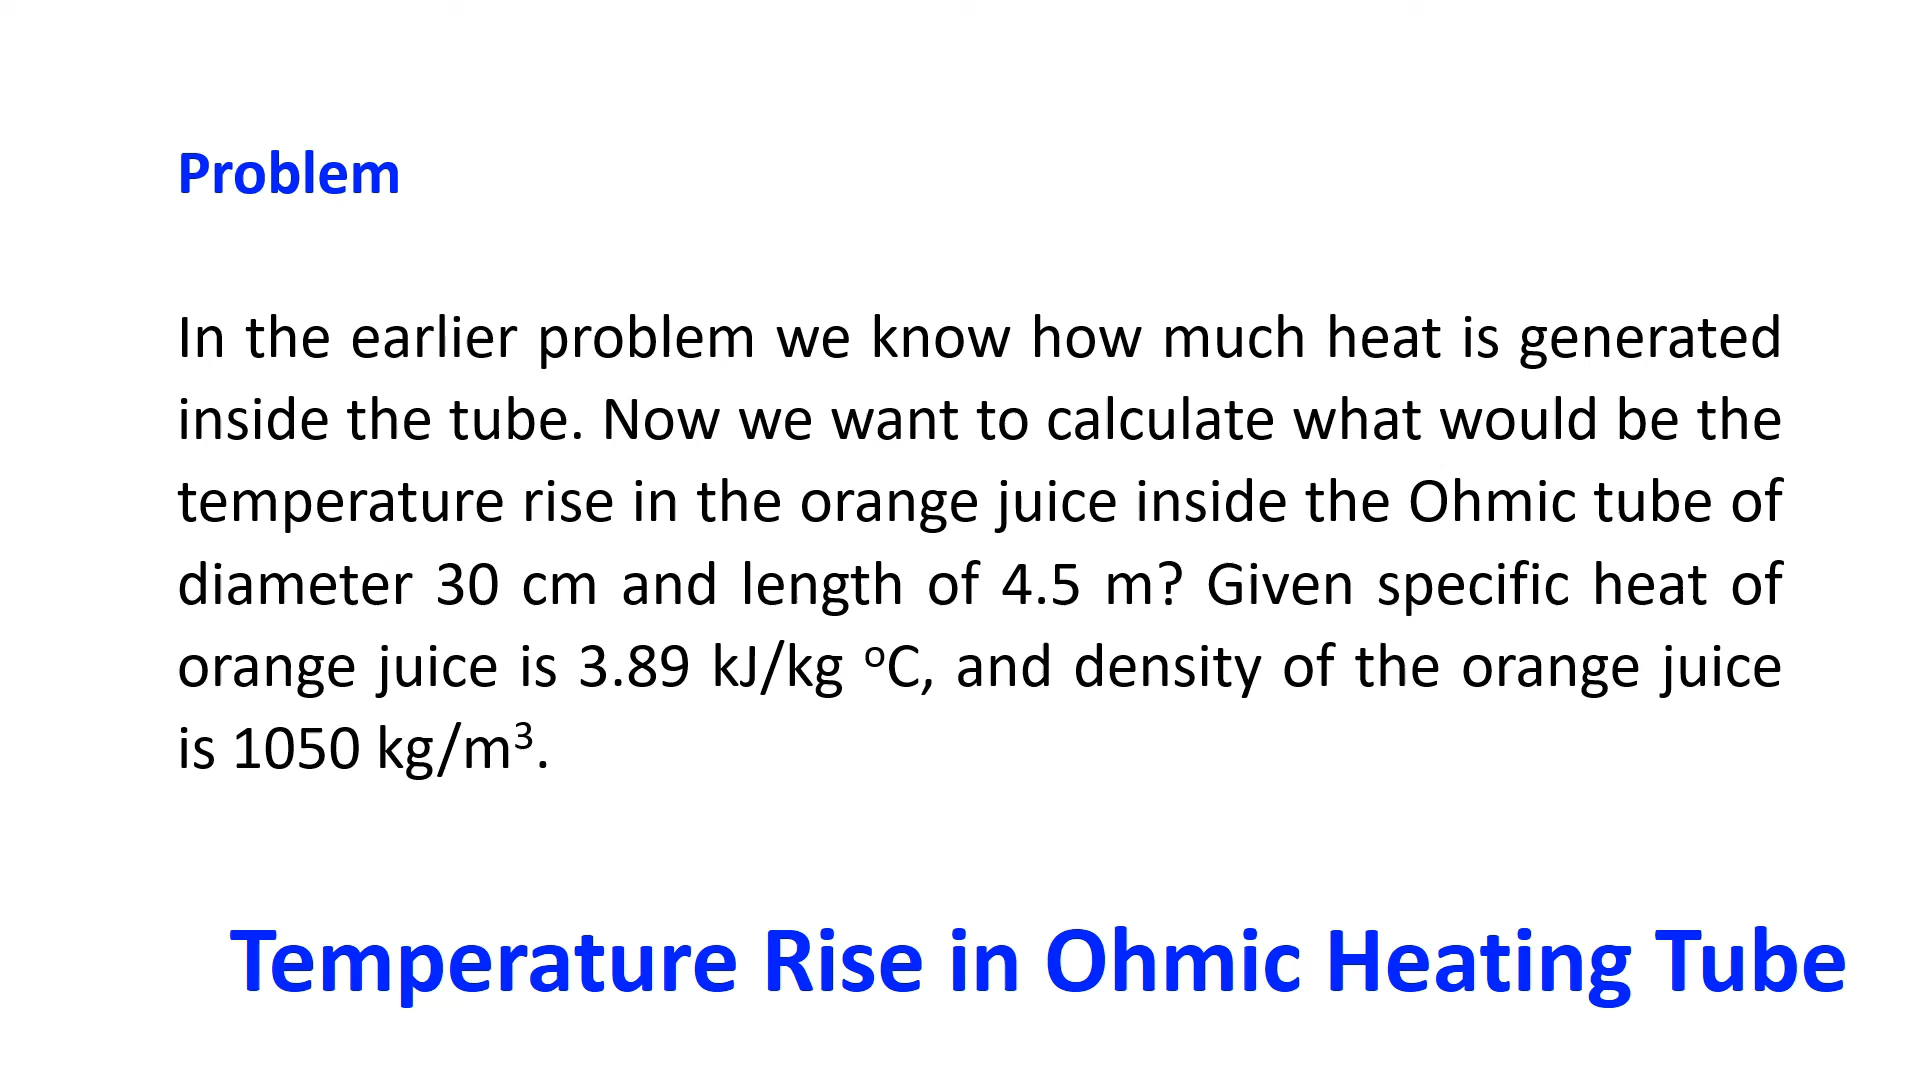 Problem
In the earlier problem we know how much heat is generated
inside the tube. Now we want to calculate what would be the
temperature rise in the orange juice inside the Ohmic tube of
diameter 30 cm and length of 4.5 m? Given specific heat of
orange juice is 3.89 kJ/kg ᵒC, and density of the orange juice
is 1050 kg/m³.
Temperature Rise in Ohmic Heating Tube